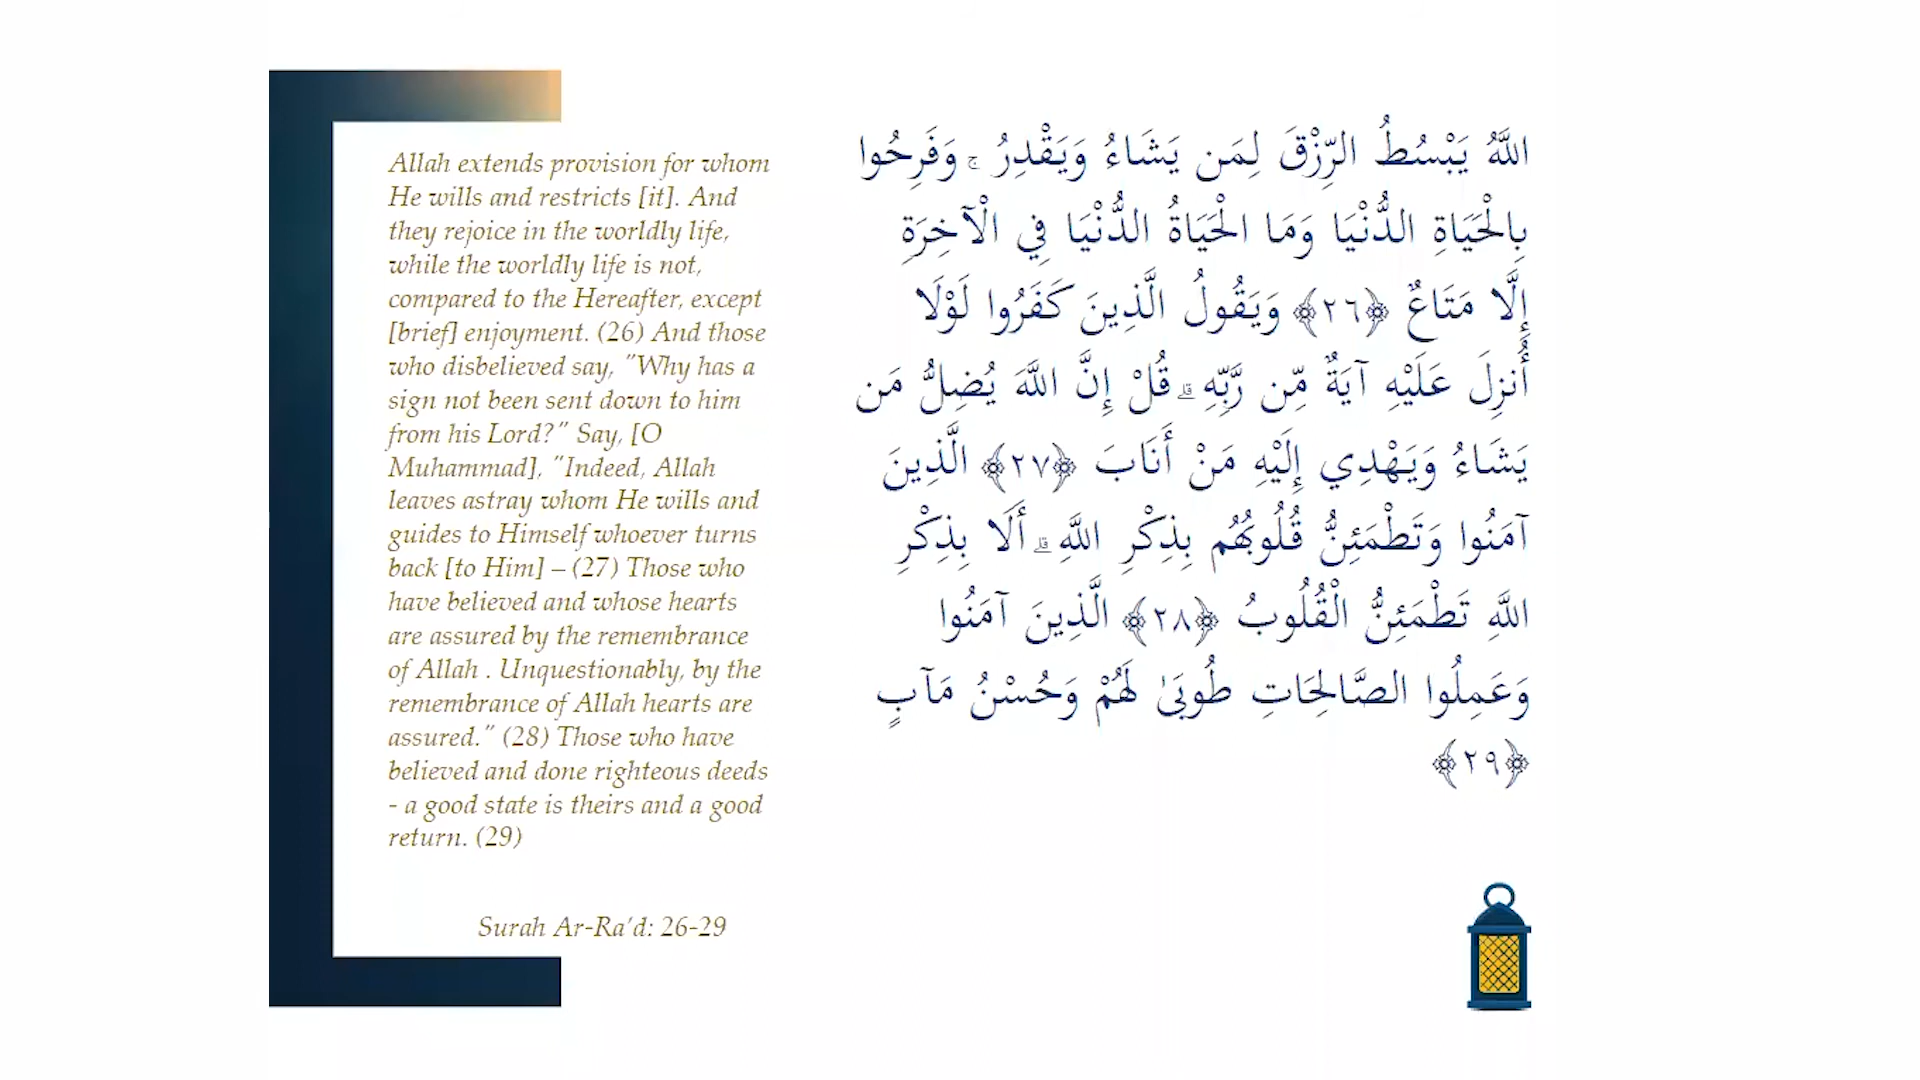 Allah extends provision for whom
He wills and restricts [it]. And
they rejoice in the worldly life,
while the worldly life is not,
compared to the Hereafter, except
[brief] enjoyment. (26) And those
who disbelieved say, "Why has a
sign not been sent down to him
from his Lord?" Say, [O
Muhammad], "Indeed, Allah
leaves astray whom He wills and
guides to Himself whoever turns
back [to Him] – (27) Those who
have believed and whose hearts
are assured by the remembrance
of Allah . Unquestionably, by the
remembrance of Allah hearts are
assured." (28) Those who have
believed and done righteous deeds
- a good state is theirs and a good
return. (29)
Surah Ar-Ra'd: 26-29
اللَّهُ يَبْسُطُ الرِّزْقَ لِمَن يَشَاءُ وَيَقْدِرُ ۚ وَفَرِحُوا
بِالْحَيَاةِ الدُّنْيَا وَمَا الْحَيَاةُ الدُّنْيَا فِي الْآخِرَةِ
إِلَّا مَتَاعٌ ﴿٢٦﴾ وَيَقُولُ الَّذِينَ كَفَرُوا لَوْلَا
أُنزِلَ عَلَيْهِ آيَةٌ مِّن رَّبِّهِ ۗ قُلْ إِنَّ اللَّهَ يُضِلُّ مَن
يَشَاءُ وَيَهْدِي إِلَيْهِ مَنْ أَنَابَ ﴿٢٧﴾ الَّذِينَ
آمَنُوا وَتَطْمَئِنُّ قُلُوبُهُم بِذِكْرِ اللَّهِ ۗ أَلَا بِذِكْرِ
اللَّهِ تَطْمَئِنُّ الْقُلُوبُ ﴿٢٨﴾ الَّذِينَ آمَنُوا
وَعَمِلُوا الصَّالِحَاتِ طُوبَىٰ لَهُمْ وَحُسْنُ مَآبٍ
﴿٢٩﴾